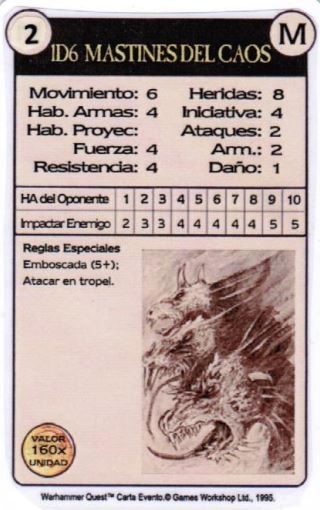 2
M
1D6 MASTINES DEL CAOS
Movimiento: 6 Heridas: 8
Hab. Armas: 4 Iniciativa: 4
Hab. Proyec: Ataques: 2
Fuerza: 4 Arm.: 2
Resistencia: 4 Daño: 1
HA del Oponente 1 2 3 4 5 6 7 8 9 10
Impactar Enemigo 2 3 3 4 4 4 4 4 5 5
Reglas Especiales
Emboscada (5+);
Atacar en tropel.
VALOR
160x
UNIDAD
Warhammer Quest™ Carta Evento.© Games Workshop Ltd., 1995.